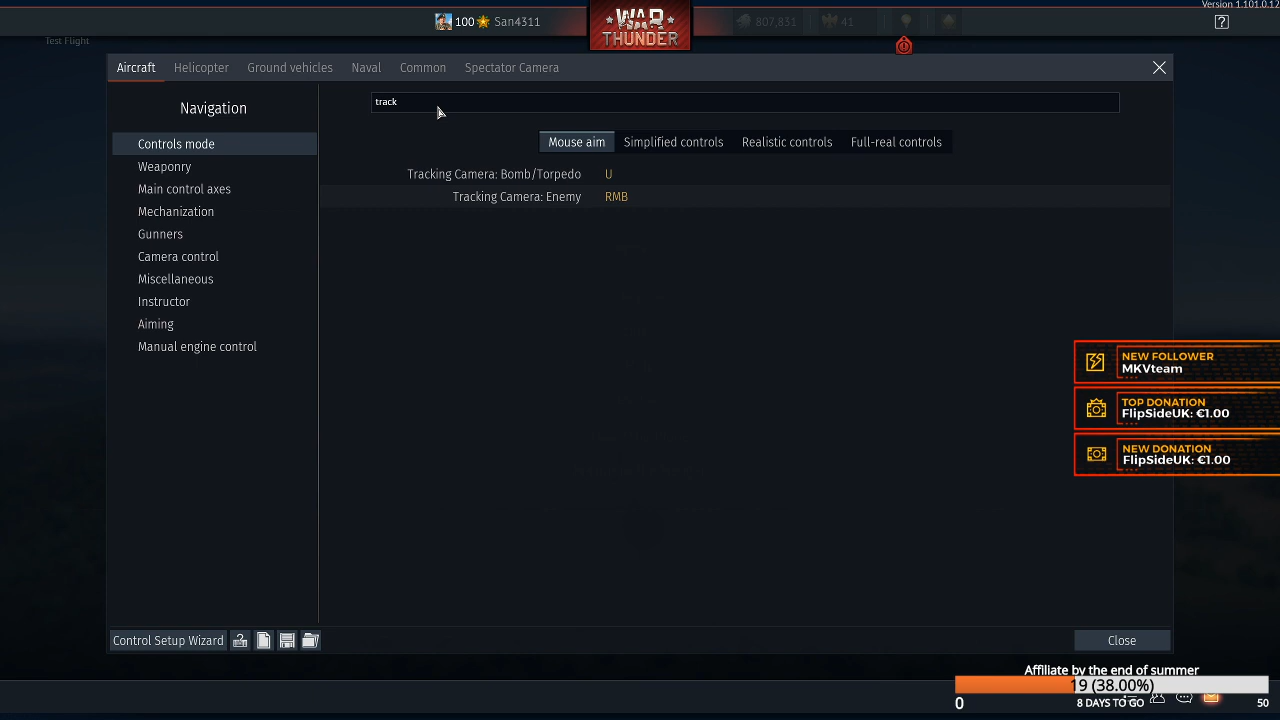 Version 1.101.0.12
100 San4311
WAR THUNDER
807,831
41
?
Test Flight
Aircraft Helicopter Ground vehicles Naval Common Spectator Camera
Navigation
track
Controls mode
Mouse aim Simplified controls Realistic controls Full-real controls
Weaponry
Tracking Camera: Bomb/Torpedo U
Main control axes
Tracking Camera: Enemy RMB
Mechanization
Gunners
Camera control
Miscellaneous
Instructor
Aiming
Manual engine control
NEW FOLLOWER
MKVteam
TOP DONATION
FlipSideUK: €1.00
NEW DONATION
FlipSideUK: €1.00
Control Setup Wizard
Close
Affiliate by the end of summer
19 (38.00%)
0 8 DAYS TO GO 50